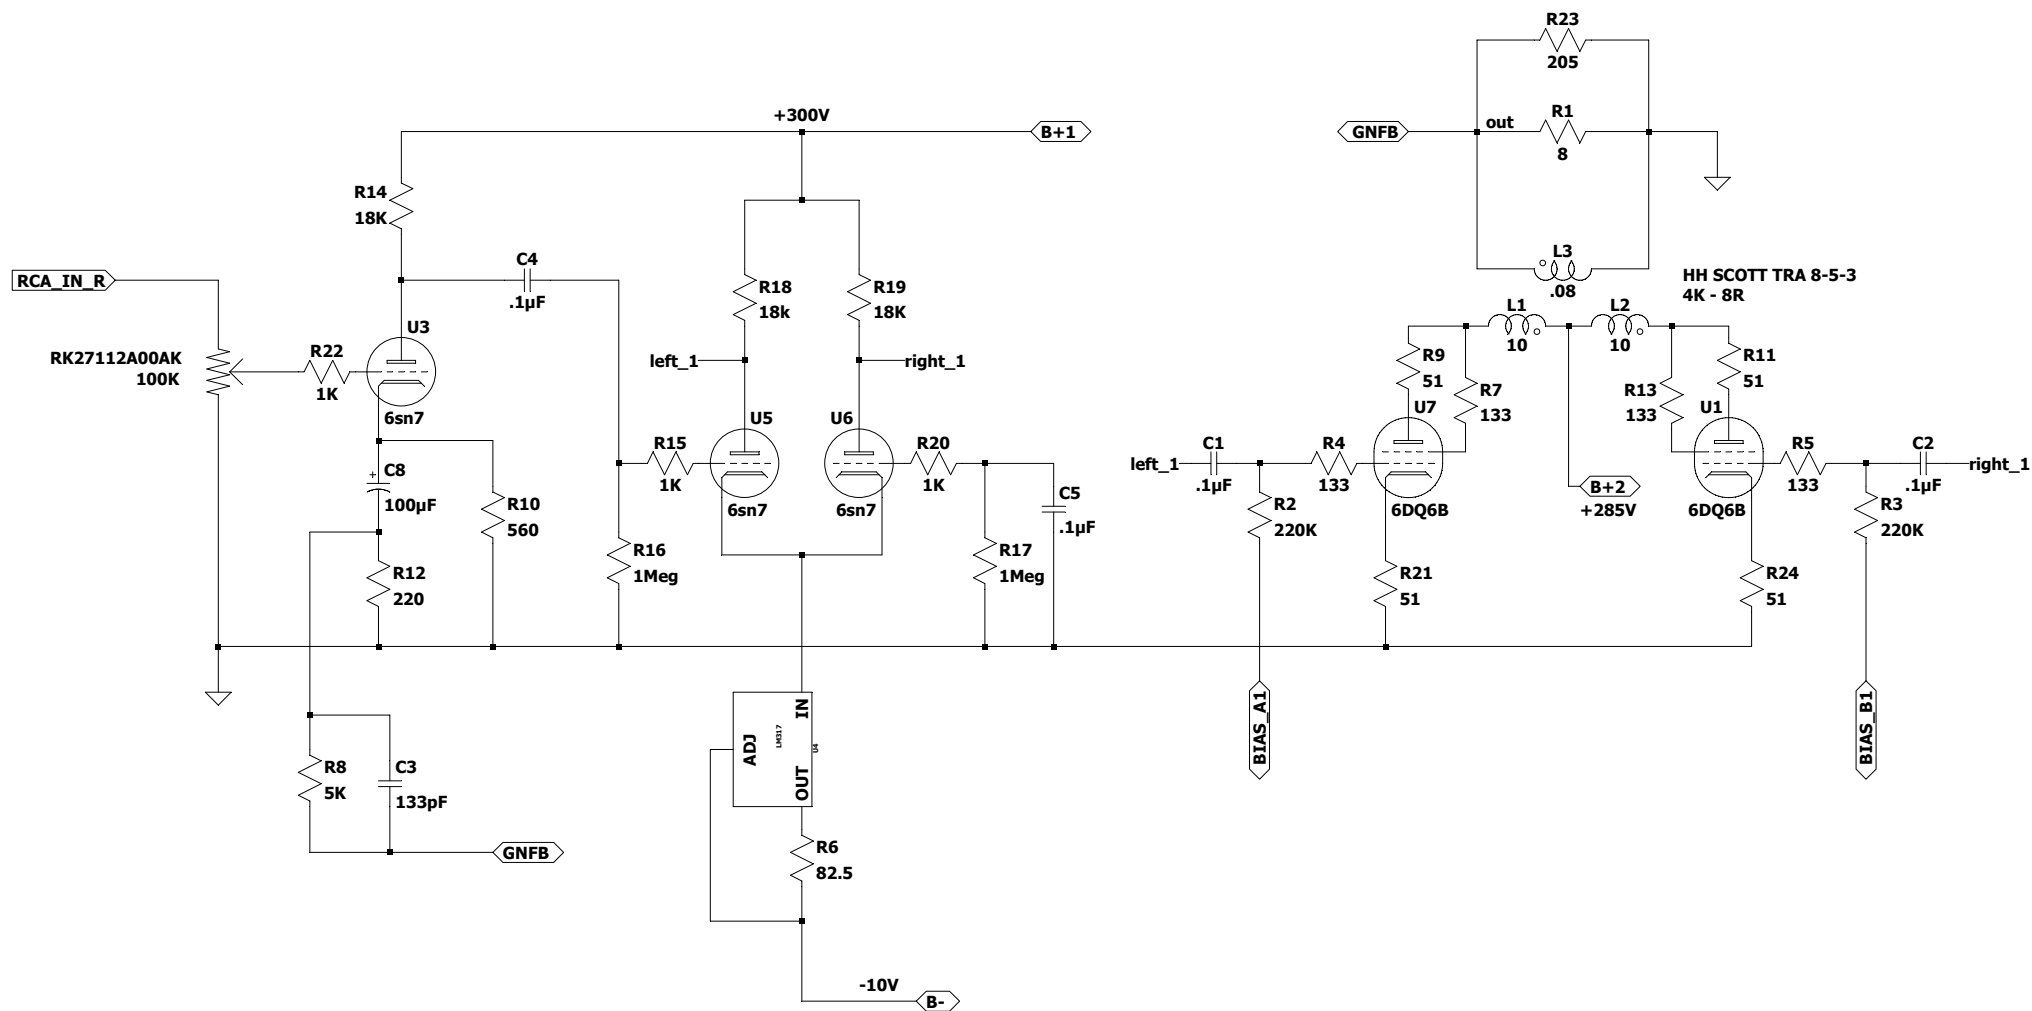 R23
205
+300V
B+1
GNFB
out
R1
8
R14
18K
RCA_IN_R
C4
.1µF
R18
18k
R19
18K
L3
.08
HH SCOTT TRA 8-5-3
4K - 8R
L1
10
L2
10
U3
RK27112A00AK
100K
R22
1K
6sn7
left_1
right_1
R9
51
R7
133
R13
133
R11
51
U5
U6
U7
U1
R15
1K
R20
1K
6sn7
6sn7
left_1
C1
.1µF
R4
133
R5
133
C2
.1µF
right_1
C8
+
100µF
R10
560
C5
.1µF
R2
220K
6DQ6B
B+2
+285V
6DQ6B
R3
220K
R12
220
R16
1Meg
R17
1Meg
R21
51
R24
51
IN
ADJ
LM317
U4
OUT
BIAS_A1
BIAS_B1
R8
5K
C3
133pF
GNFB
R6
82.5
-10V
B-